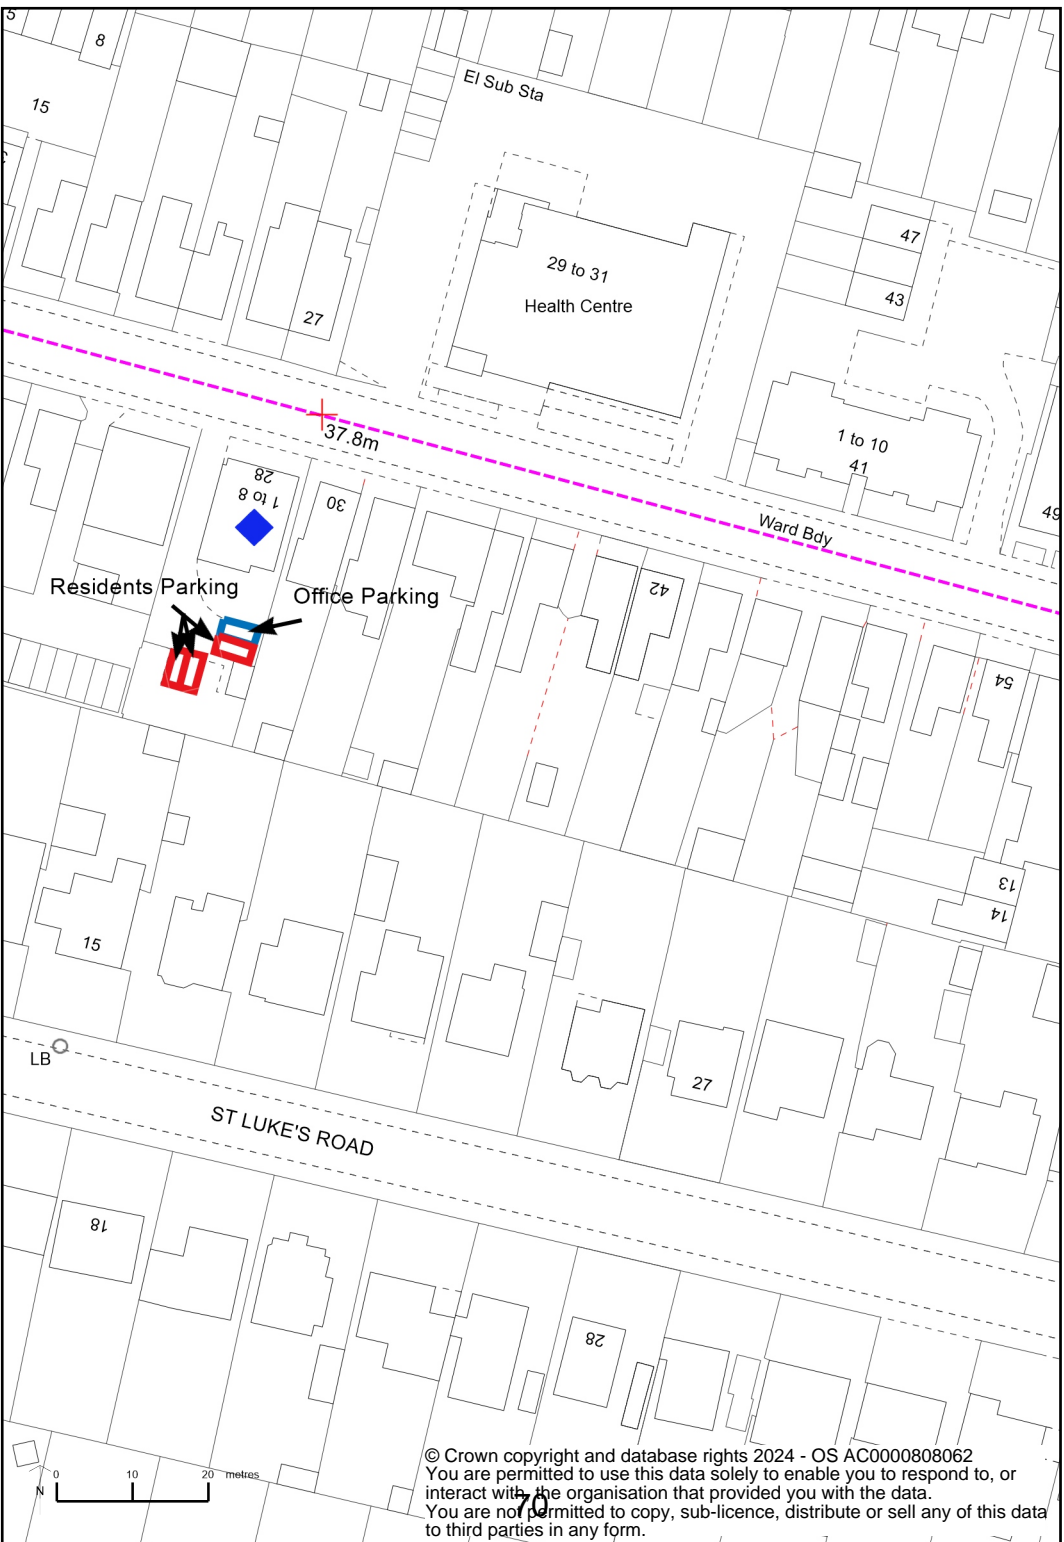 5
8
El Sub Sta
15
47
29 to 31
Health Centre
43
27
37.8m
1 to 10
41
28
1 to 8
30
49
Ward Bdy
Residents Parking
Office Parking
42
54
13
14
15
LB
27
ST LUKE'S ROAD
18
28
0 10 20 metres
N
© Crown copyright and database rights 2024 - OS AC0000808062
You are permitted to use this data solely to enable you to respond to, or
interact with the organisation that provided you with the data.
70
You are not permitted to copy, sub-licence, distribute or sell any of this data
to third parties in any form.